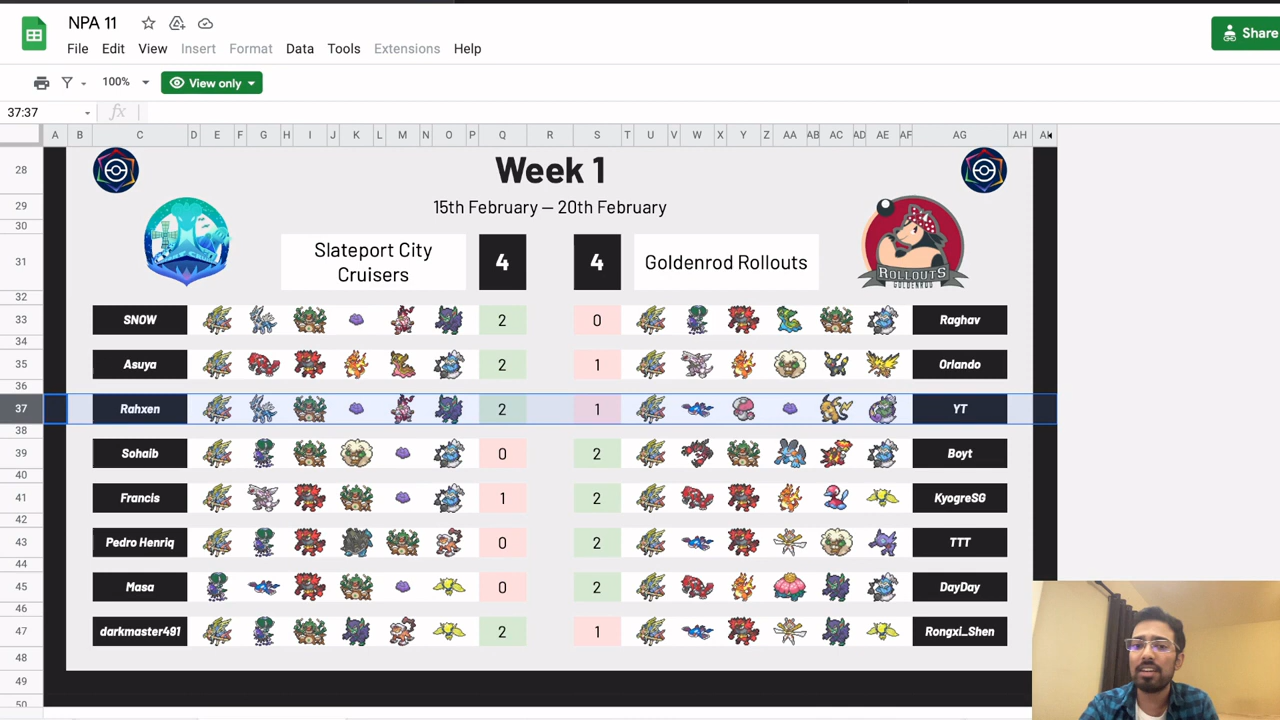 NPA 11
File Edit View Insert Format Data Tools Extensions Help
Share
100% View only
37:37 fx
A B C D E F G H I J K L M N O P Q R S T U V W X Y Z AA AB AC AD AE AF AG AH
28 Week 1
29 15th February – 20th February
30
31 Slateport City Cruisers 4 4 Goldenrod Rollouts
ROLLOUTS
GOLDENROD
32
33 SNOW 2 0 Raghav
34
35 Asuya 2 1 Orlando
36
37 Rahxen 2 1 YT
38
39 Sohaib 0 2 Boyt
40
41 Francis 1 2 KyogreSG
42
43 Pedro Henriq 0 2 TTT
44
45 Masa 0 2 DayDay
46
47 darkmaster491 2 1 Rongxi_Shen
48
49
50